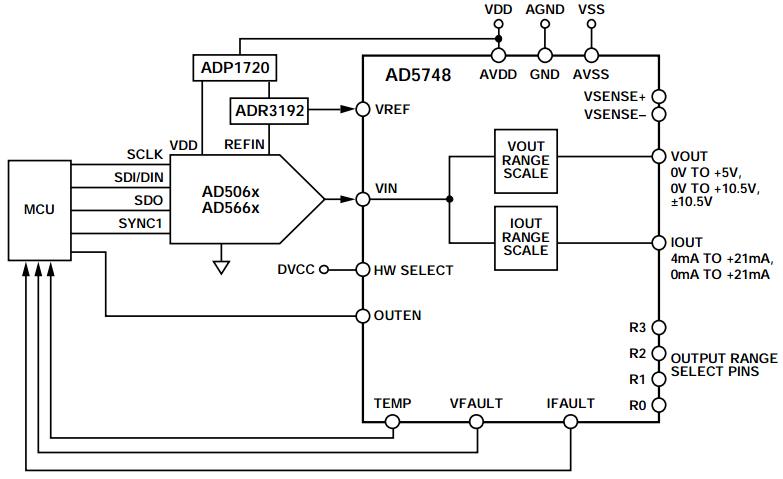 VDD AGND VSS
ADP1720
AD5748
AVDD GND AVSS
ADR3192
VREF
VSENSE+
VSENSE–
VDD
REFIN
SCLK
SDI/DIN
SDO
SYNC1
MCU
AD506x
AD566x
VIN
VOUT
RANGE
SCALE
VOUT
0V TO +5V,
0V TO +10.5V,
±10.5V
IOUT
RANGE
SCALE
IOUT
4mA TO +21mA,
0mA TO +21mA
DVCC
HW SELECT
OUTEN
R3
R2
R1
R0
OUTPUT RANGE
SELECT PINS
TEMP
VFAULT
IFAULT